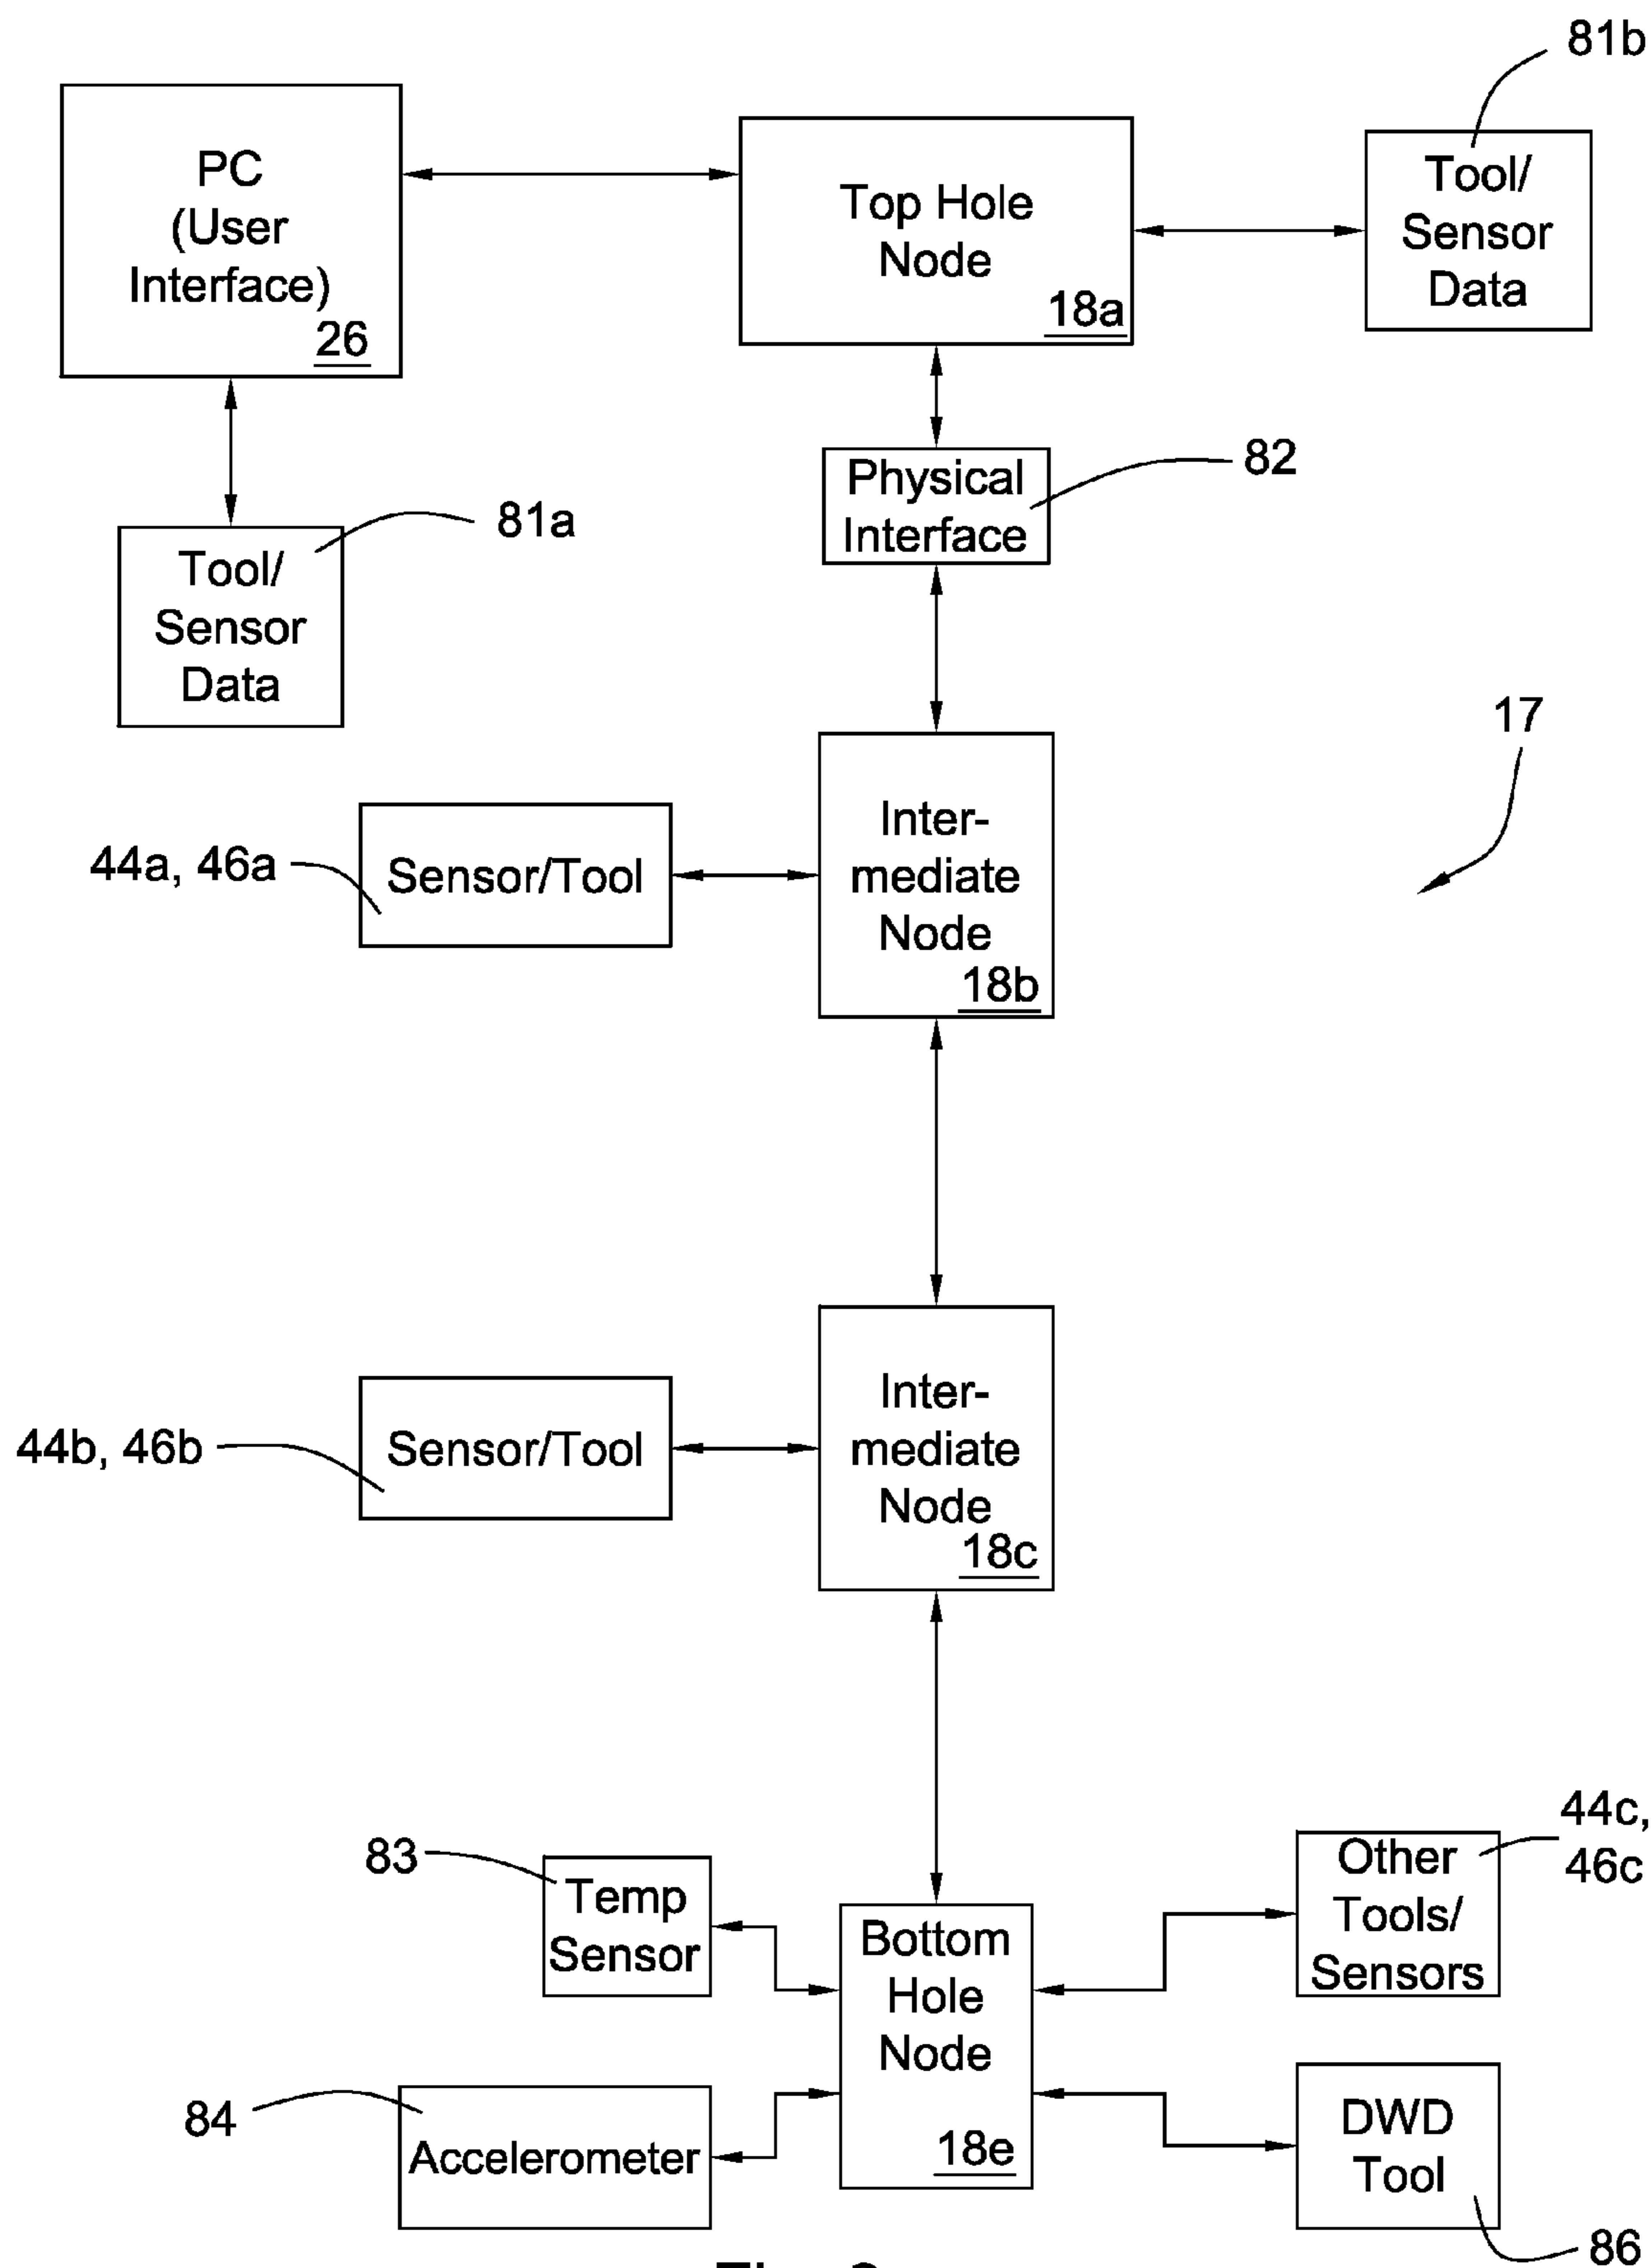 81b
PC
(User
Interface)
26
Top Hole
Node
18a
Tool/
Sensor
Data
Physical
Interface
82
81a
Tool/
Sensor
Data
17
Inter-
mediate
Node
18b
44a, 46a
Sensor/Tool
Inter-
mediate
Node
18c
44b, 46b
Sensor/Tool
83
Temp
Sensor
Bottom
Hole
Node
18e
Other
Tools/
Sensors
44c,
46c
84
Accelerometer
DWD
Tool
86